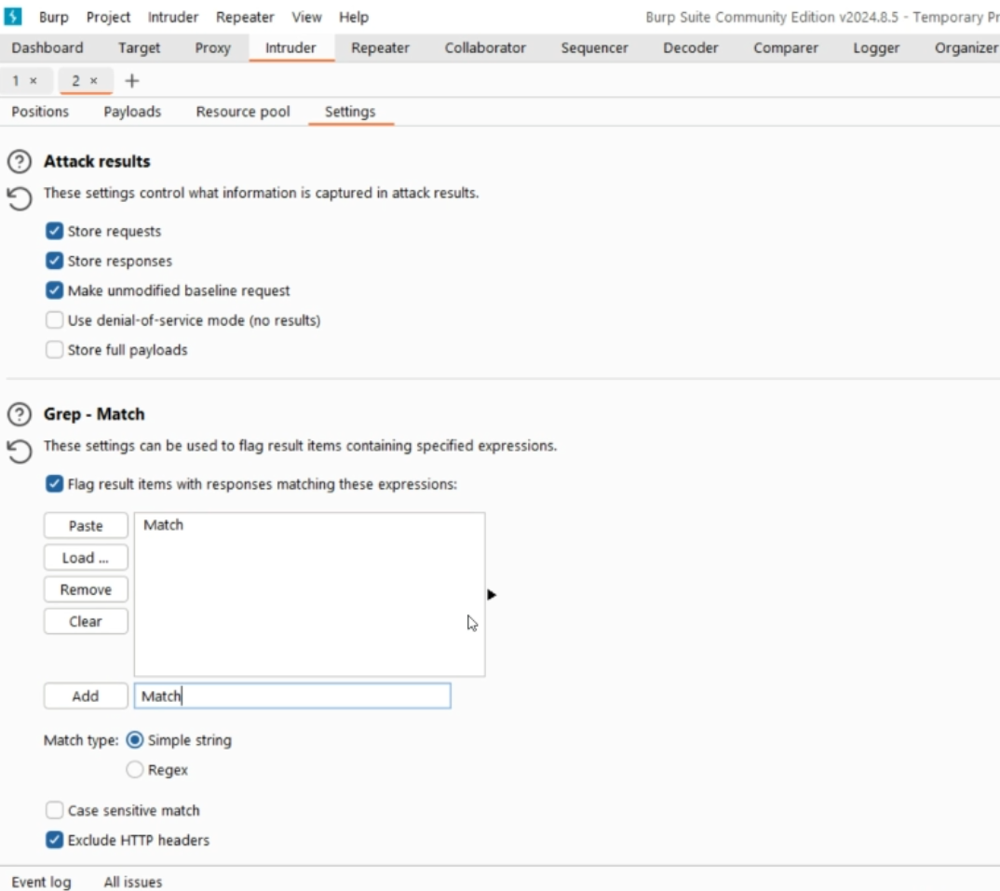 Burp Project Intruder Repeater View Help Burp Suite Community Edition v2024.8.5 - Temporary Pr
Dashboard Target Proxy Intruder Repeater Collaborator Sequencer Decoder Comparer Logger Organizer
1 × 2 × +
Positions Payloads Resource pool Settings
Attack results
These settings control what information is captured in attack results.
Store requests
Store responses
Make unmodified baseline request
Use denial-of-service mode (no results)
Store full payloads
Grep - Match
These settings can be used to flag result items containing specified expressions.
Flag result items with responses matching these expressions:
Paste Match
Load ...
Remove
Clear
Add Match
Match type: Simple string
Regex
Case sensitive match
Exclude HTTP headers
Event log All issues